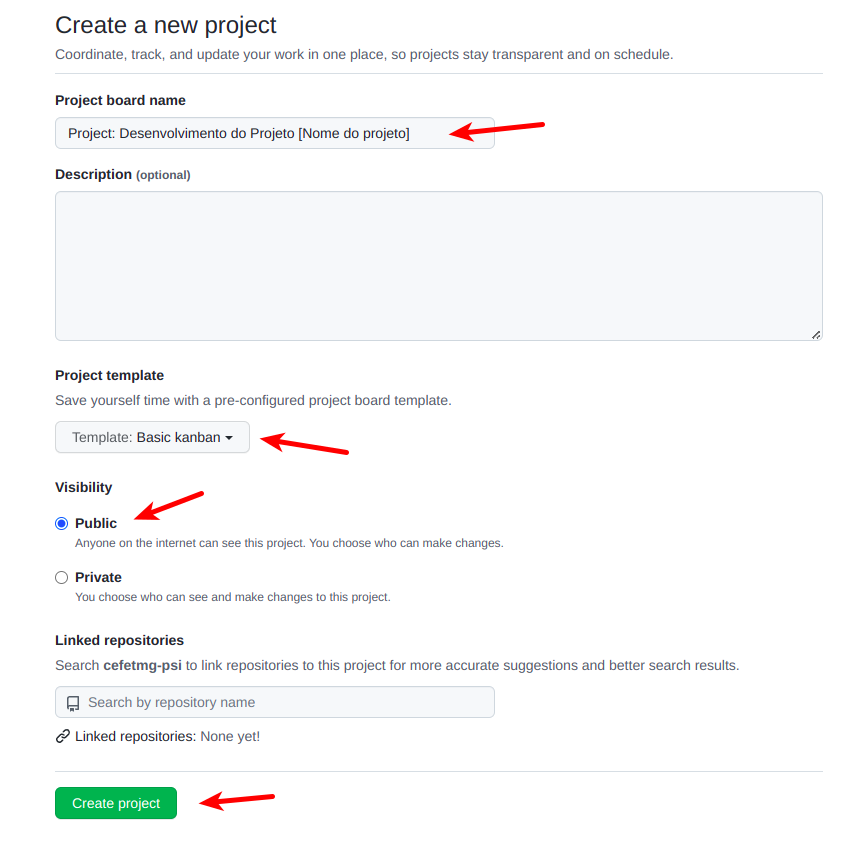 Create a new project
Coordinate, track, and update your work in one place, so projects stay transparent and on schedule.
Project board name
Project: Desenvolvimento do Projeto [Nome do projeto]
Description (optional)
Project template
Save yourself time with a pre-configured project board template.
Template: Basic kanban
Visibility
Public
Anyone on the internet can see this project. You choose who can make changes.
Private
You choose who can see and make changes to this project.
Linked repositories
Search cefetmg-psi to link repositories to this project for more accurate suggestions and better search results.
Search by repository name
Linked repositories: None yet!
Create project